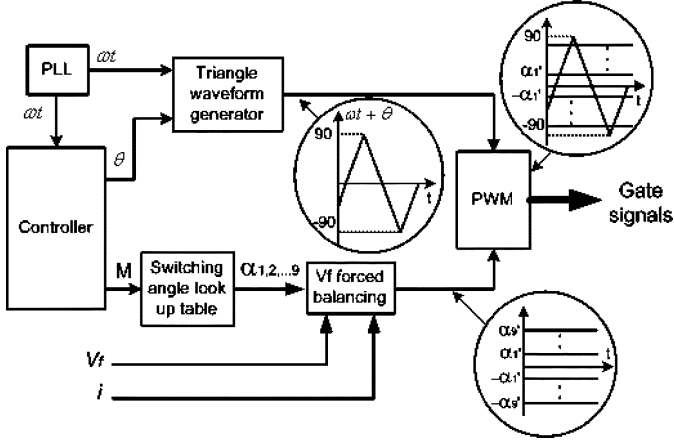 PLL
ωt
ωt
Triangle
waveform
generator
θ
Controller
M
Switching
angle look
up table
α1,2,...9
Vf forced
balancing
Vf
i
ωt + θ
90
-90
t
PWM
Gate
signals
90
α1'
-α1'
-90
t
α9'
α1'
-α1'
-α9'
t